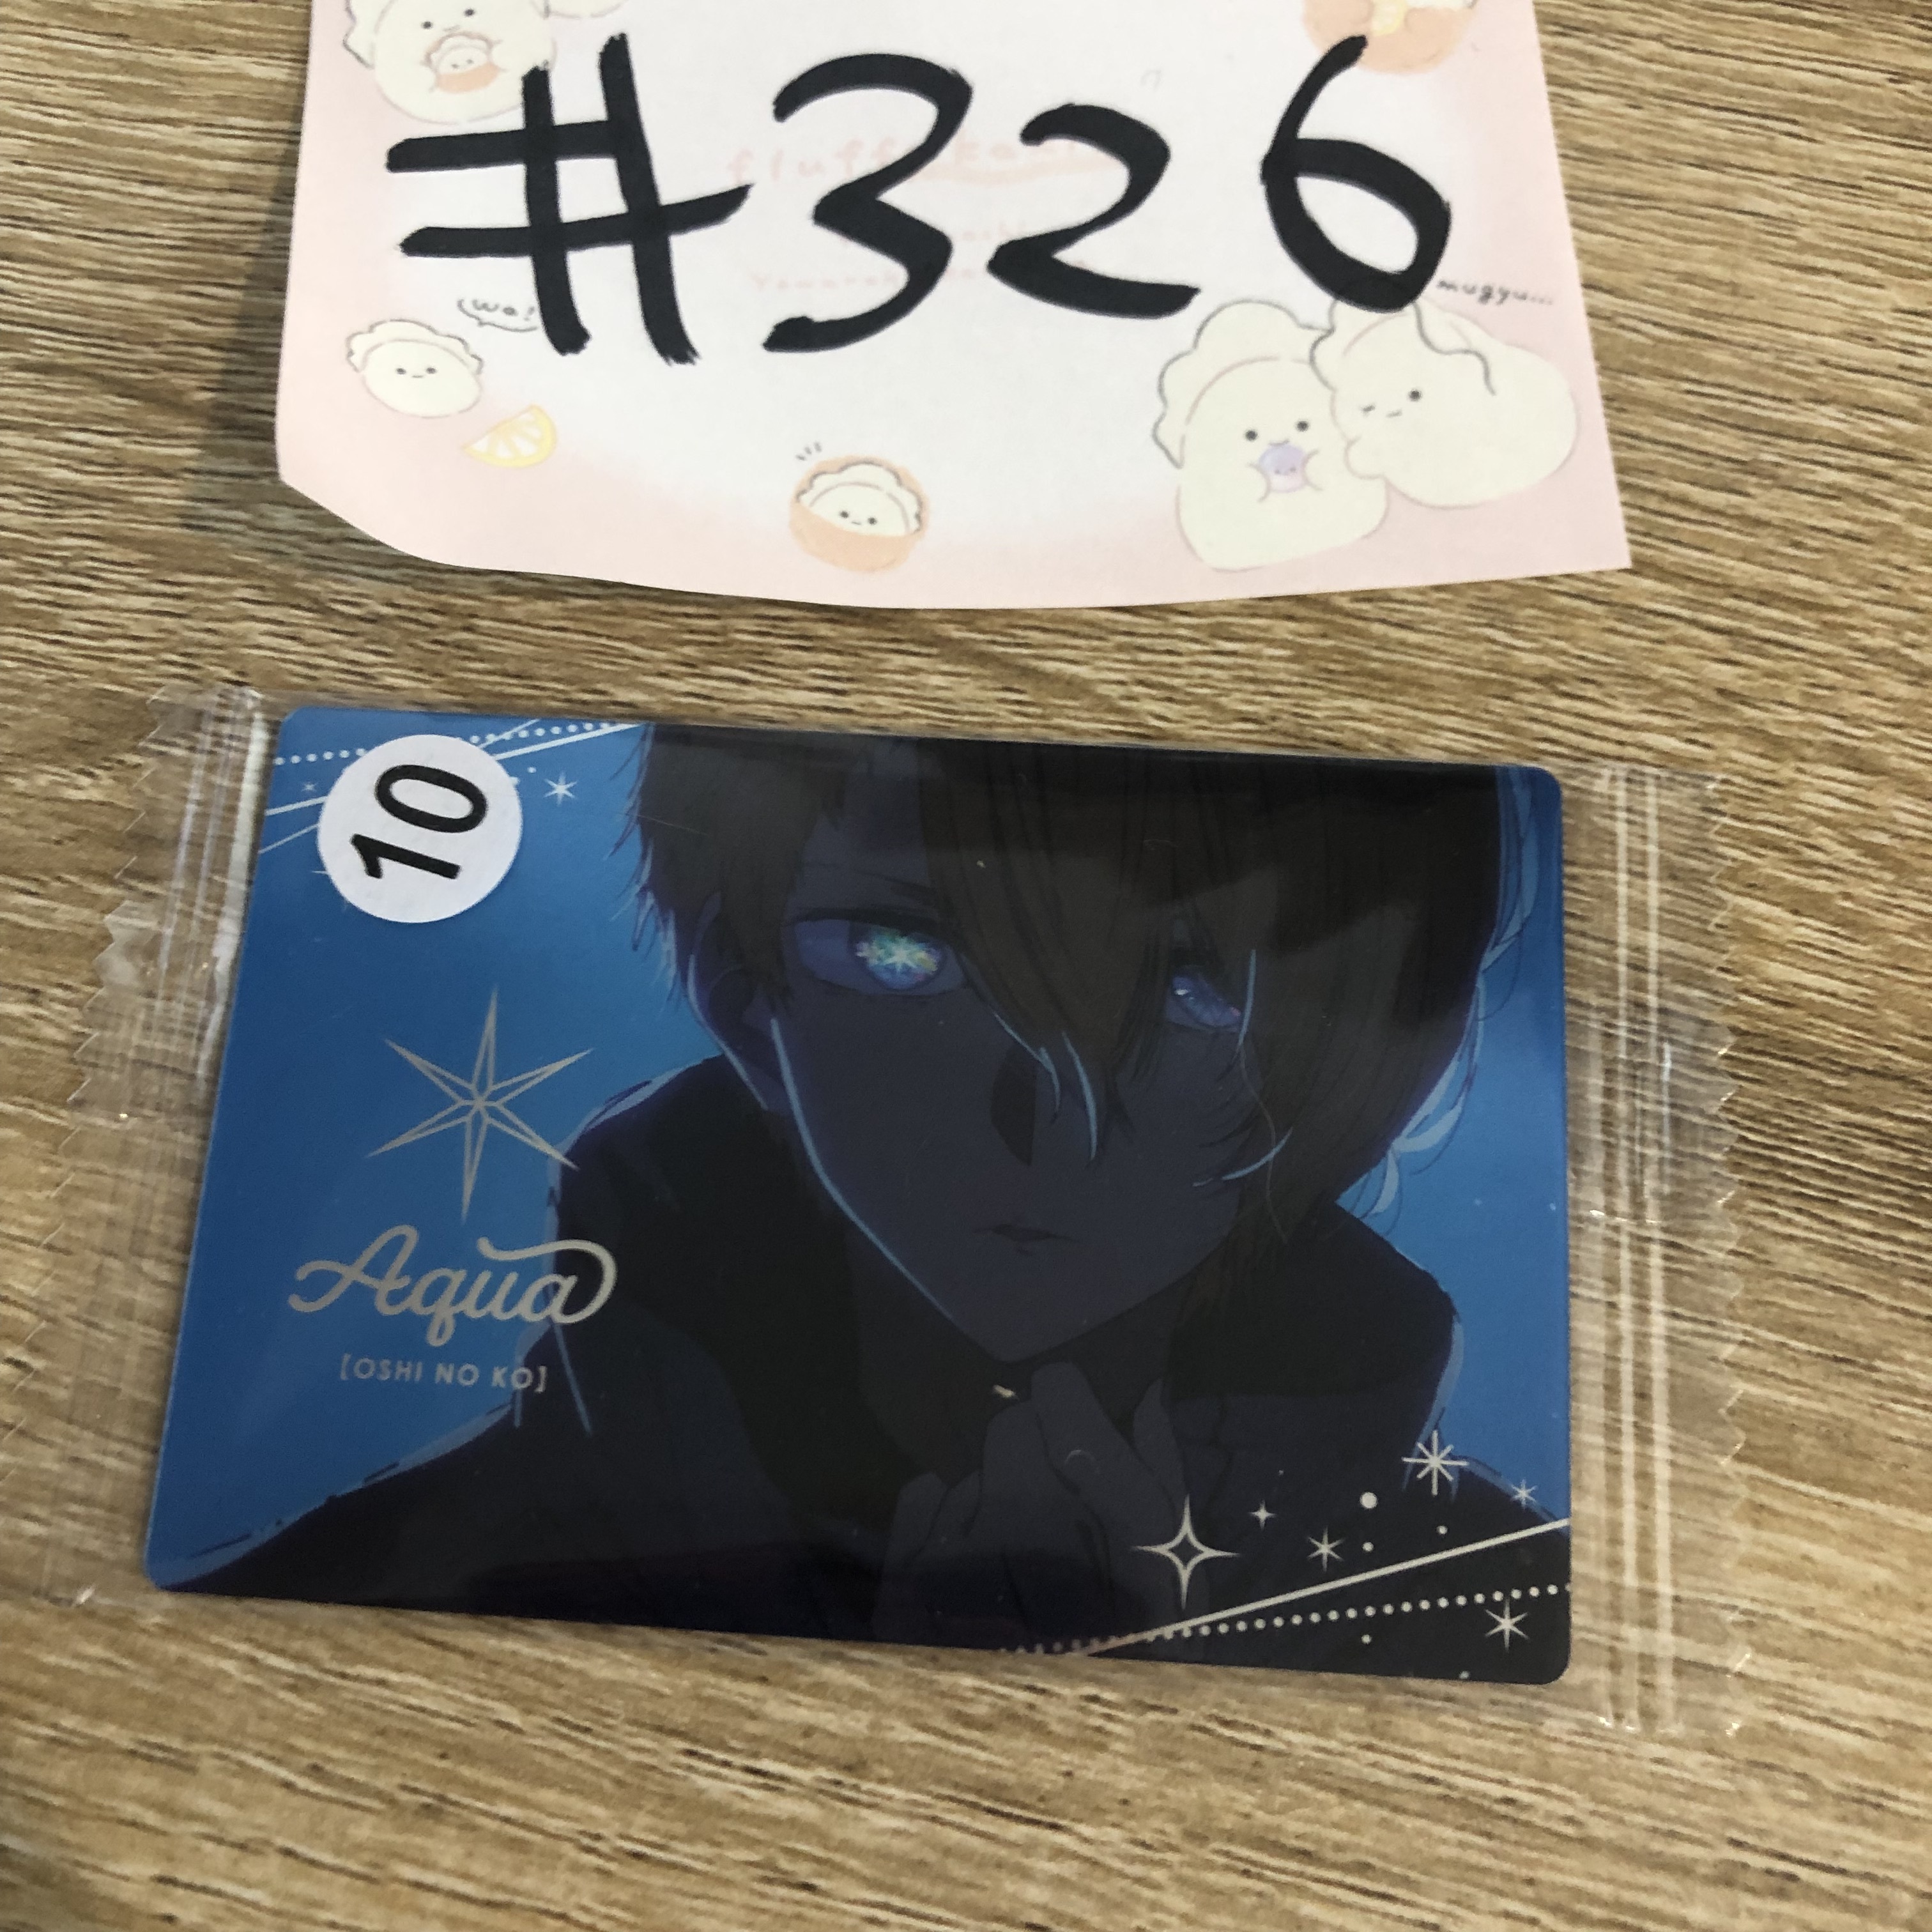 #326
wa!
mugyu...
10
Aqua
[OSHI NO KO]